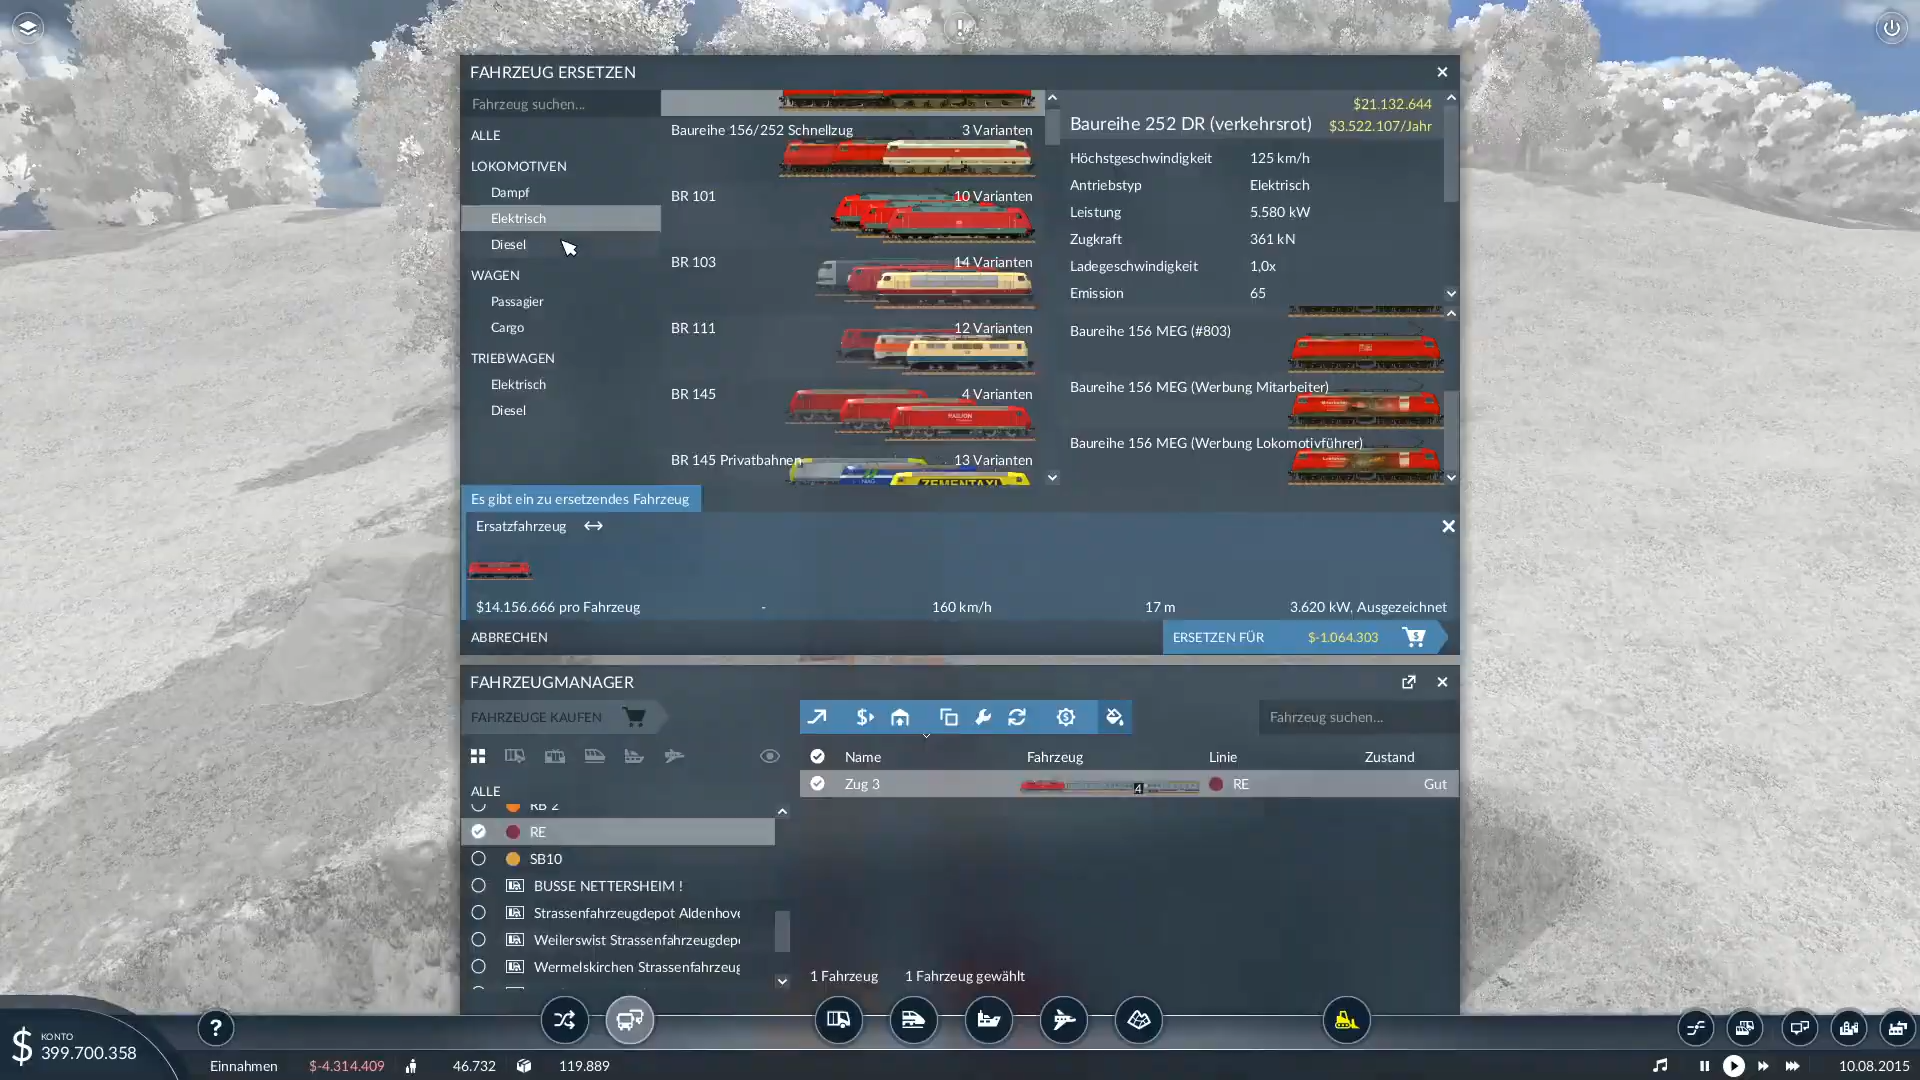 FAHRZEUG ERSETZEN
Fahrzeug suchen...
ALLE
LOKOMOTIVEN
Dampf
Elektrisch
Diesel
WAGEN
Passagier
Cargo
TRIEBWAGEN
Elektrisch
Diesel
Baureihe 156/252 Schnellzug 3 Varianten
BR 101 10 Varianten
BR 103 14 Varianten
BR 111 12 Varianten
BR 145 4 Varianten
RAILION
BR 145 Privatbahnen 13 Varianten
ZEMENTAXI
$21.132.644
Baureihe 252 DR (verkehrsrot) $3.522.107/Jahr
Höchstgeschwindigkeit 125 km/h
Antriebstyp Elektrisch
Leistung 5.580 kW
Zugkraft 361 kN
Ladegeschwindigkeit 1,0x
Emission 65
Baureihe 156 MEG (#803)
Baureihe 156 MEG (Werbung Mitarbeiter)
Baureihe 156 MEG (Werbung Lokomotivführer)
Es gibt ein zu ersetzendes Fahrzeug
Ersatzfahrzeug
$14.156.666 pro Fahrzeug - 160 km/h 17 m 3.620 kW, Ausgezeichnet
ABBRECHEN
ERSETZEN FÜR $-1.064.303
FAHRZEUGMANAGER
FAHRZEUGE KAUFEN
Fahrzeug suchen...
ALLE
RB 2
RE
SB10
BUSSE NETTERSHEIM !
Strassenfahrzeugdepot Aldenhove
Weilerswist Strassenfahrzeugdep
Wermelskirchen Strassenfahrzeug
Name Fahrzeug Linie Zustand
Zug 3 4 RE Gut
1 Fahrzeug 1 Fahrzeug gewählt
KONTO
$ 399.700.358
?
Einnahmen $-4.314.409 46.732 119.889
10.08.2015